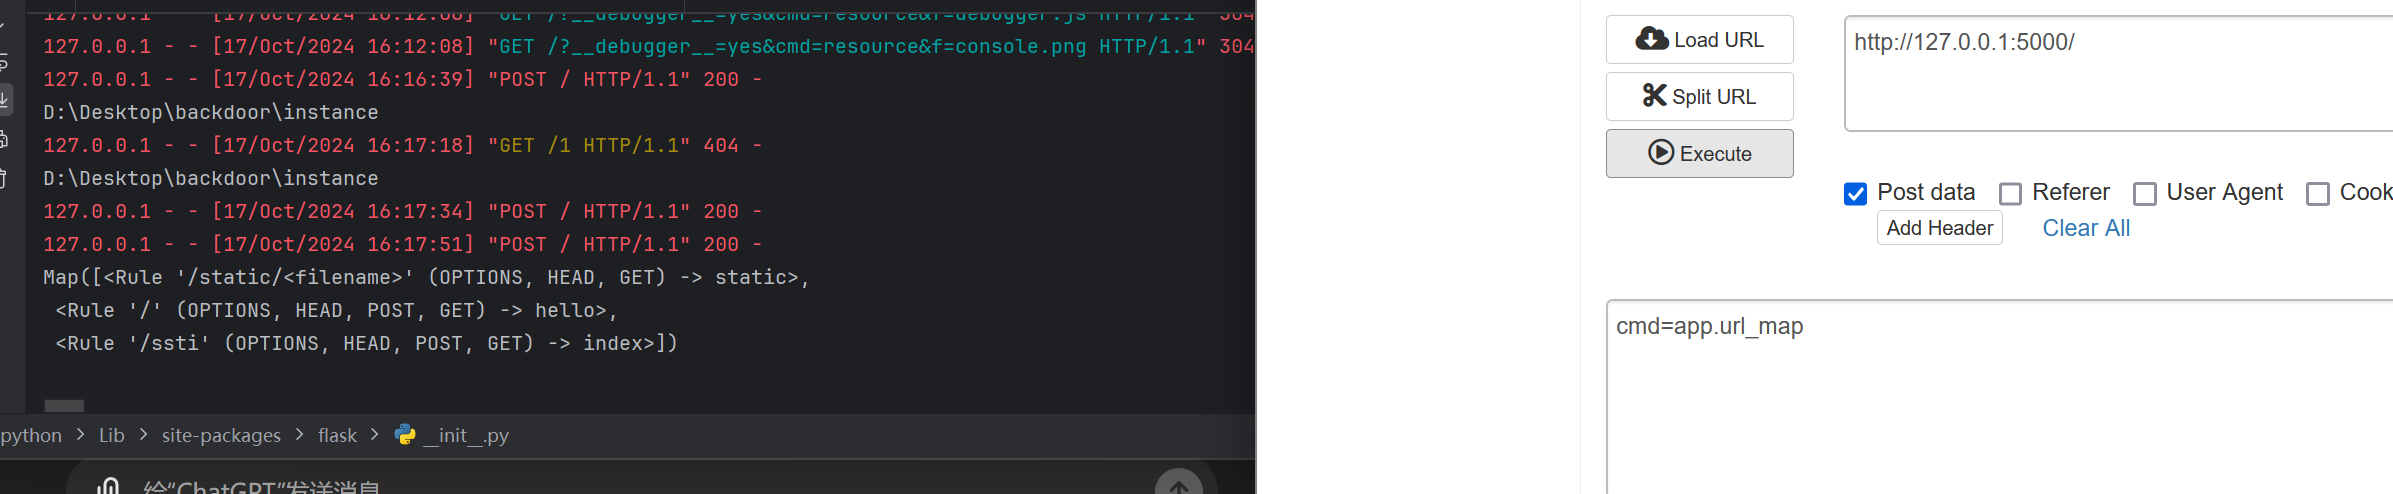 127.0.0.1 - - [17/Oct/2024 16:12:08] "GET /?__debugger__=yes&cmd=resource&f=debugger.js HTTP/1.1" 304
127.0.0.1 - - [17/Oct/2024 16:12:08] "GET /?__debugger__=yes&cmd=resource&f=console.png HTTP/1.1" 304
127.0.0.1 - - [17/Oct/2024 16:16:39] "POST / HTTP/1.1" 200 -
D:\Desktop\backdoor\instance
127.0.0.1 - - [17/Oct/2024 16:17:18] "GET /1 HTTP/1.1" 404 -
D:\Desktop\backdoor\instance
127.0.0.1 - - [17/Oct/2024 16:17:34] "POST / HTTP/1.1" 200 -
127.0.0.1 - - [17/Oct/2024 16:17:51] "POST / HTTP/1.1" 200 -
Map([<Rule '/static/<filename>' (OPTIONS, HEAD, GET) -> static>,
<Rule '/' (OPTIONS, HEAD, POST, GET) -> hello>,
<Rule '/ssti' (OPTIONS, HEAD, POST, GET) -> index>])
python > Lib > site-packages > flask > __init__.py
给“ChatGPT”发送消息
Load URL
http://127.0.0.1:5000/
Split URL
Execute
Post data Referer User Agent Cook
Add Header Clear All
cmd=app.url_map